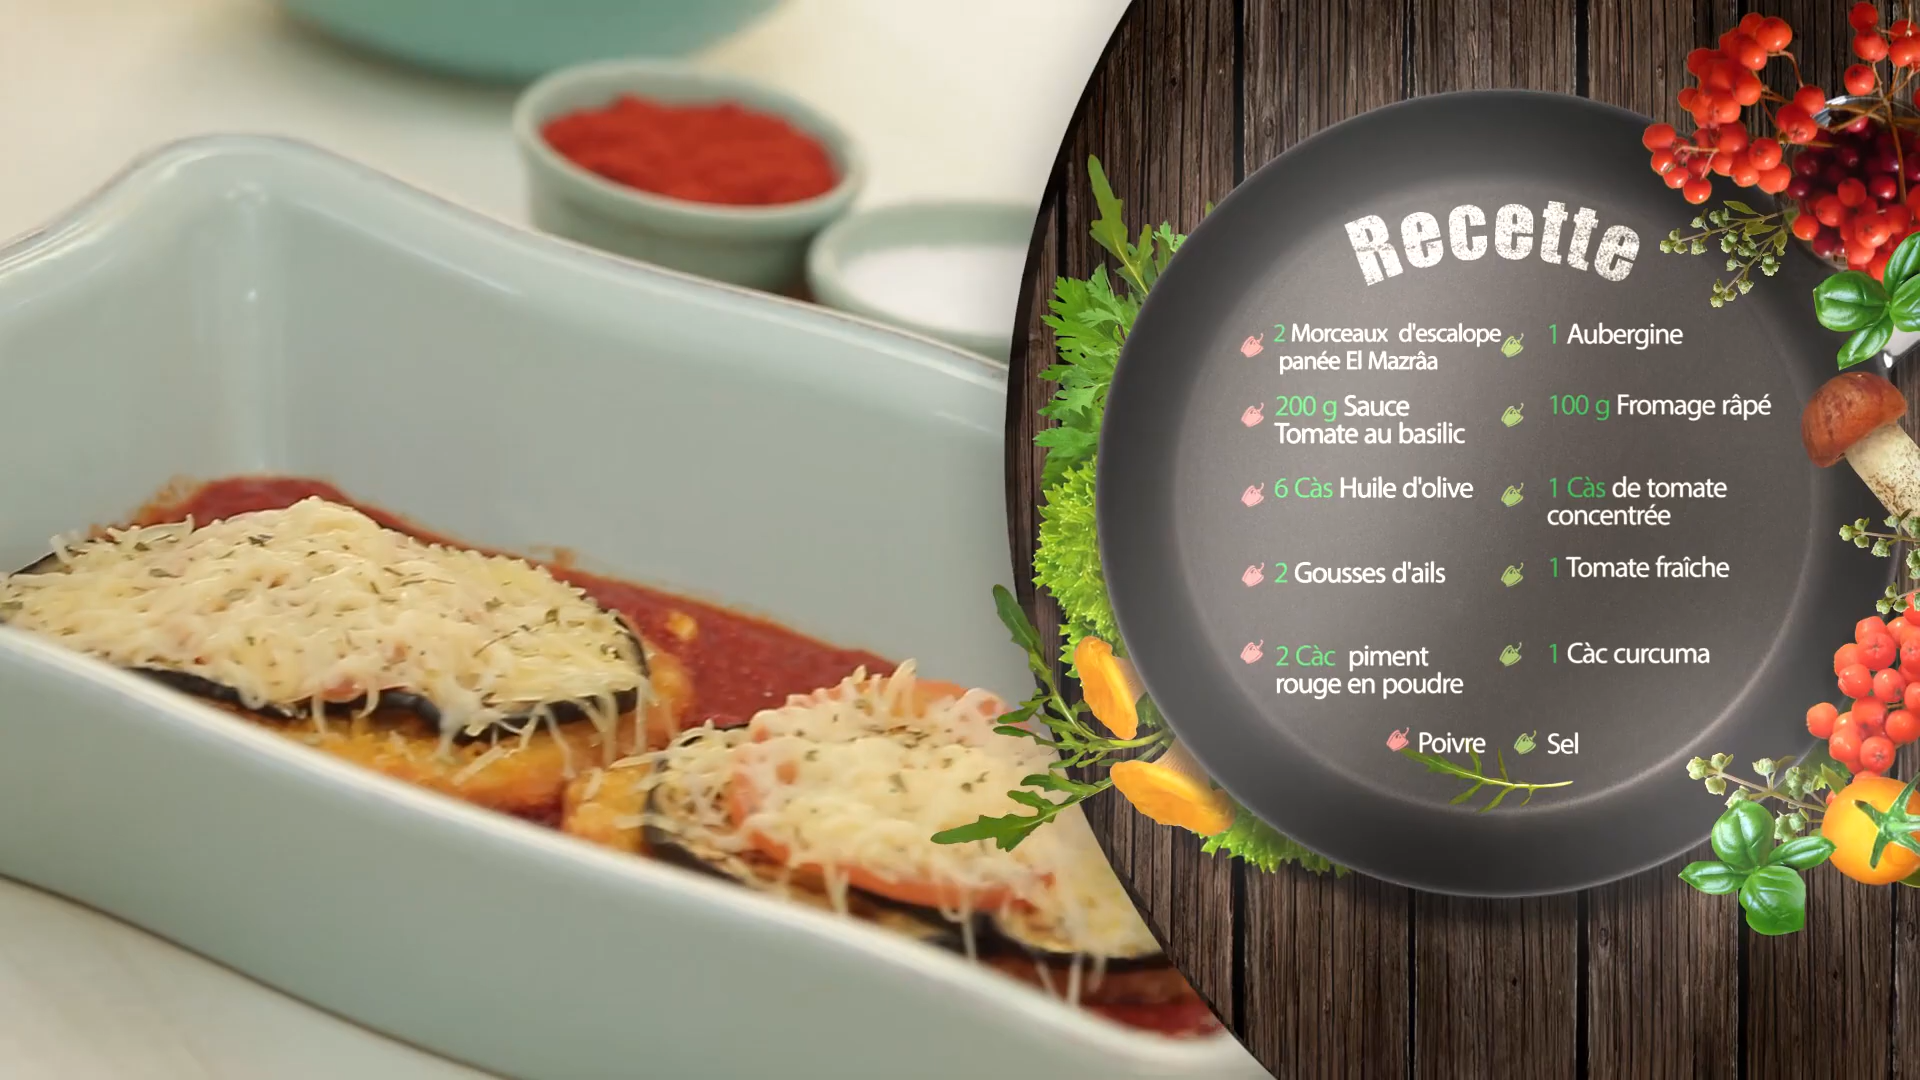 Recette
2 Morceaux d'escalope
panée El Mazrâa
1 Aubergine
200 g Sauce
Tomate au basilic
100 g Fromage râpé
6 Càs Huile d'olive
1 Càs de tomate
concentrée
2 Gousses d'ails
1 Tomate fraîche
2 Càc piment
rouge en poudre
1 Càc curcuma
Poivre
Sel